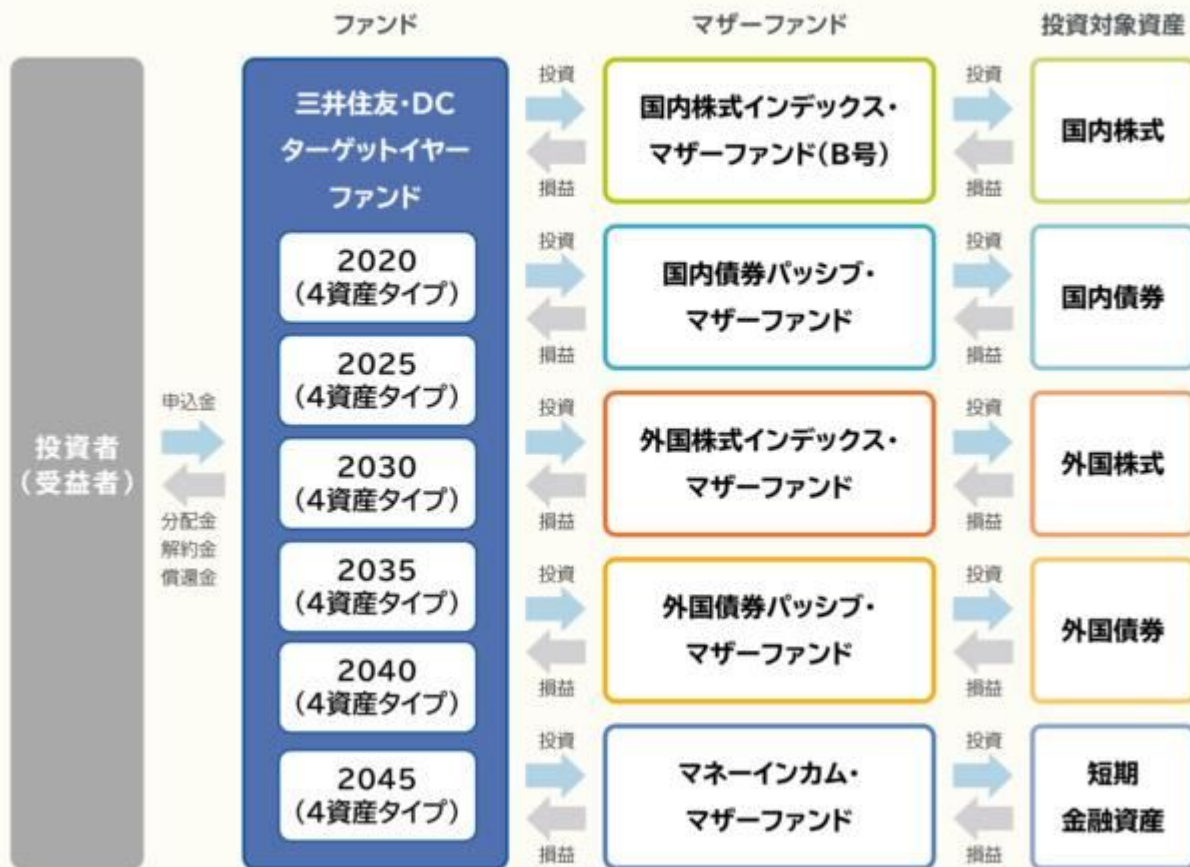 ファンド
マザーファンド
投資対象資産
投資者
(受益者)
申込金
分配金
解約金
償還金
三井住友・DC
ターゲットイヤー
ファンド
2020
(4資産タイプ)
2025
(4資産タイプ)
2030
(4資産タイプ)
2035
(4資産タイプ)
2040
(4資産タイプ)
2045
(4資産タイプ)
投資
損益
国内株式インデックス・
マザーファンド(B号)
投資
損益
国内株式
投資
損益
国内債券パッシブ・
マザーファンド
投資
損益
国内債券
投資
損益
外国株式インデックス・
マザーファンド
投資
損益
外国株式
投資
損益
外国債券パッシブ・
マザーファンド
投資
損益
外国債券
投資
損益
マネーインカム・
マザーファンド
投資
損益
短期
金融資産